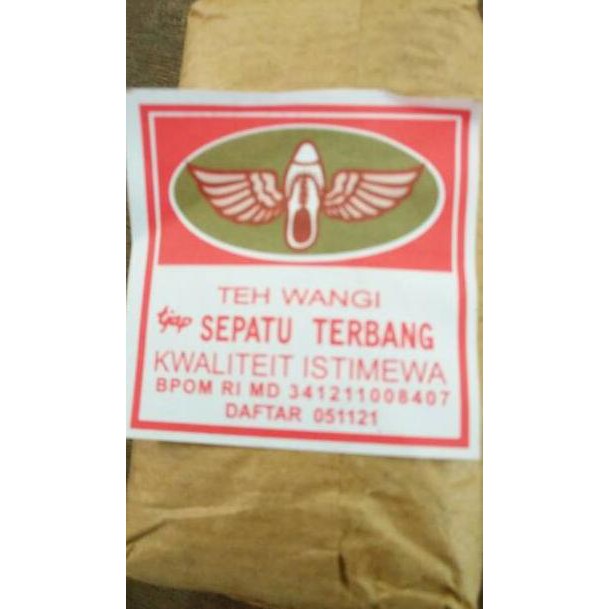 TEH WANGI
tjap SEPATU TERBANG
KWALITEIT ISTIMEWA
BPOM RI MD 341211008407
DAFTAR 051121